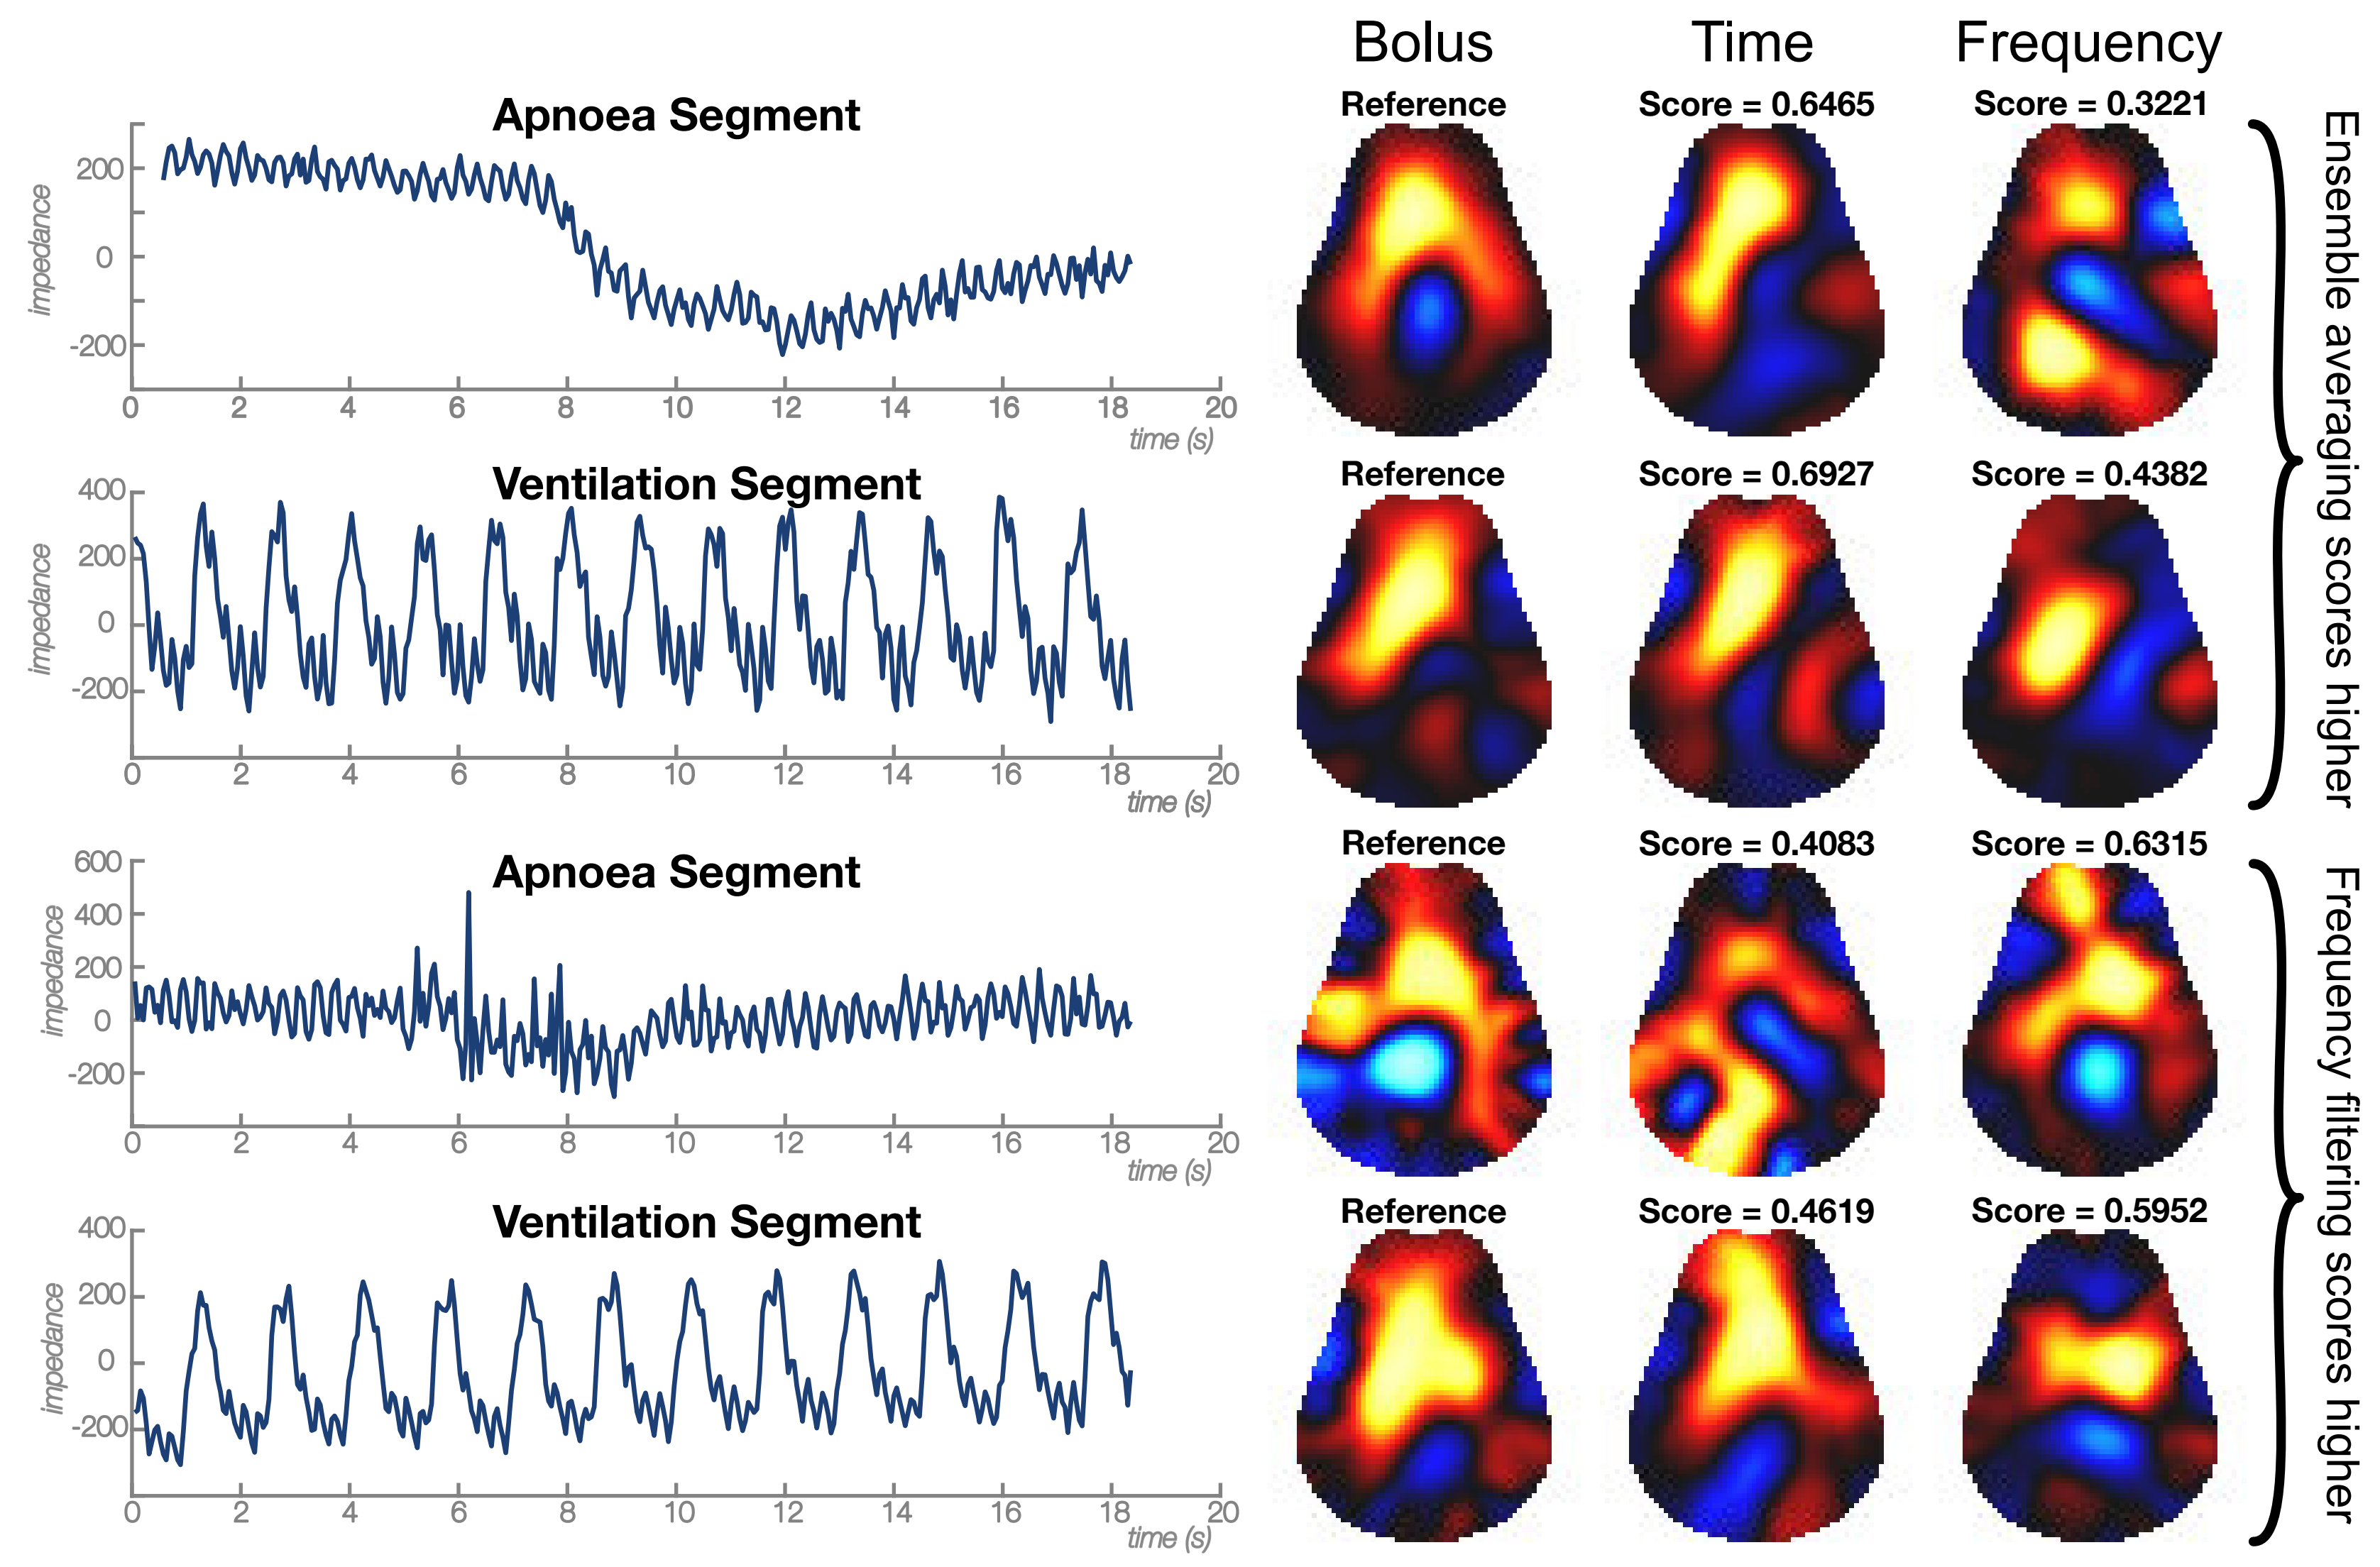 Bolus Time Frequency
Apnoea Segment
Reference Score = 0.6465 Score = 0.3221
impedance
200
0
-200
0 2 4 6 8 10 12 14 16 18 20
time (s)
Ventilation Segment
Reference Score = 0.6927 Score = 0.4382
impedance
400
200
0
-200
0 2 4 6 8 10 12 14 16 18 20
time (s)
Ensemble averaging scores higher
Apnoea Segment
Reference Score = 0.4083 Score = 0.6315
impedance
600
400
200
0
-200
0 2 4 6 8 10 12 14 16 18 20
time (s)
Ventilation Segment
Reference Score = 0.4619 Score = 0.5952
impedance
400
200
0
-200
0 2 4 6 8 10 12 14 16 18 20
time (s)
Frequency filtering scores higher